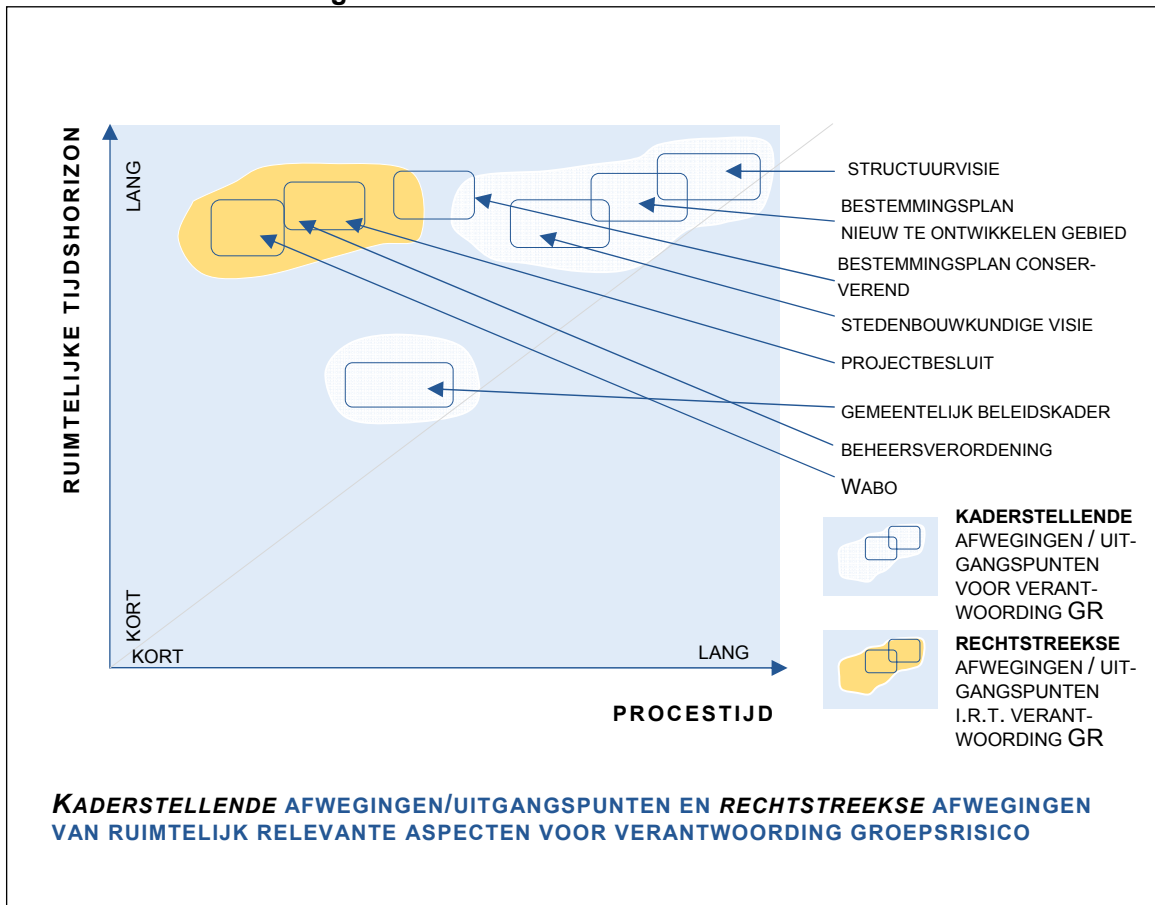 RUIMTELIJKE TIJDSHORIZON
LANG
KORT
KORT
LANG
PROCESTIJD
STRUCTUURVISIE
BESTEMMINGSPLAN
NIEUW TE ONTWIKKELEN GEBIED
BESTEMMINGSPLAN CONSER-
VEREND
STEDENBOUWKUNDIGE VISIE
PROJECTBESLUIT
GEMEENTELIJK BELEIDSKADER
BEHEERSVERORDENING
WABO
KADERSTELLENDE
AFWEGINGEN / UIT-
GANGSPUNTEN
VOOR VERANT-
WOORDING GR
RECHTSTREEKSE
AFWEGINGEN / UIT-
GANGSPUNTEN
I.R.T. VERANT-
WOORDING GR
KADERSTELLENDE AFWEGINGEN/UITGANGSPUNTEN EN RECHTSTREEKSE AFWEGINGEN
VAN RUIMTELIJK RELEVANTE ASPECTEN VOOR VERANTWOORDING GROEPSRISICO